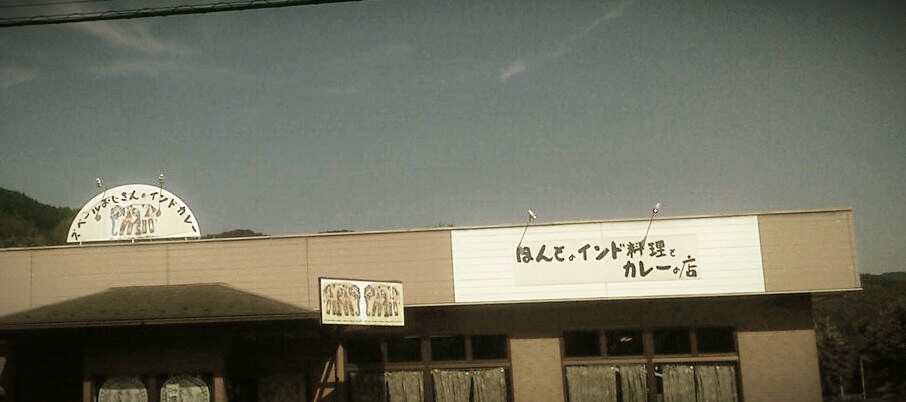 ネパールおじさんのインドカレー
ほんとのインド料理と
カレーの店